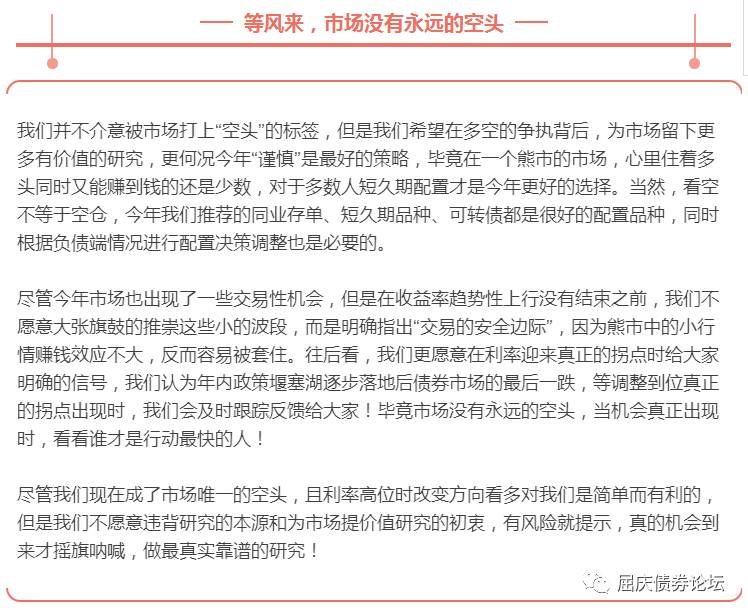 等风来，市场没有永远的空头
我们并不介意被市场打上“空头”的标签，但是我们希望在多空的争执背后，为市场留下更
多有价值的研究，更何况今年“谨慎”是最好的策略，毕竟在一个熊市的市场，心里住着多
头同时又能赚到钱的还是少数，对于多数人短久期配置才是今年更好的选择。当然，看空
不等于空仓，今年我们推荐的同业存单、短久期品种、可转债都是很好的配置品种，同时
根据负债端情况进行配置决策调整也是必要的。
尽管今年市场也出现了一些交易性机会，但是在收益率趋势性上行没有结束之前，我们不
愿意大张旗鼓的推崇这些小的波段，而是明确指出“交易的安全边际”，因为熊市中的小行
情赚钱效应不大，反而容易被套住。往后看，我们更愿意在利率迎来真正的拐点时给大家
明确的信号，我们认为年内政策堰塞湖逐步落地后债券市场的最后一跌，等调整到位真正
的拐点出现时，我们会及时跟踪反馈给大家！毕竟市场没有永远的空头，当机会真正出现
时，看看谁才是行动最快的人！
尽管我们现在成了市场唯一的空头，且利率高位时改变方向看多对我们是简单而有利的，
但是我们不愿意违背研究的本源和为市场提价值研究的初衷，有风险就提示，真的机会到
来才摇旗呐喊，做最真实靠谱的研究！
屈庆债券论坛